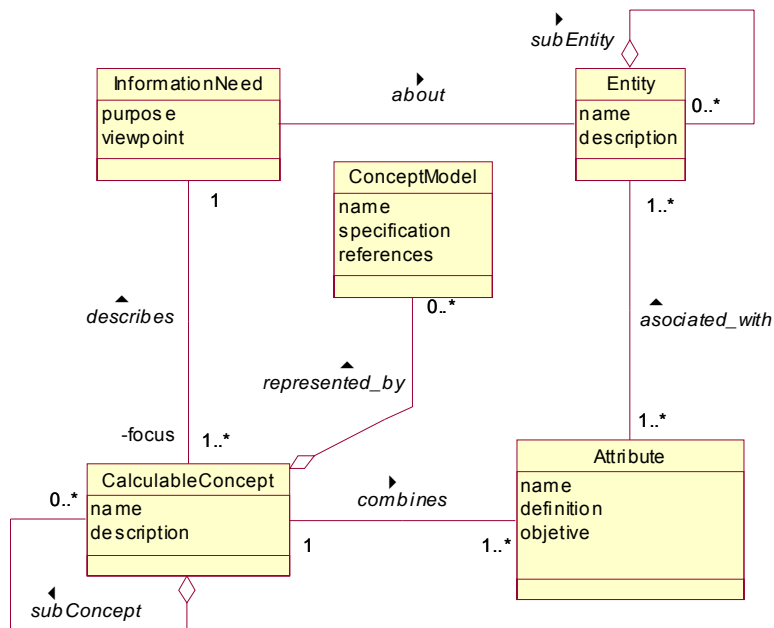 subEntity
InformationNeed
purpose
viewpoint
about
Entity
name
description
0..*
ConceptModel
name
specification
references
1
1..*
0..*
describes
asociated_with
represented_by
-focus
1..*
1..*
CalculableConcept
name
description
0..*
combines
1
1..*
Attribute
name
definition
objetive
subConcept